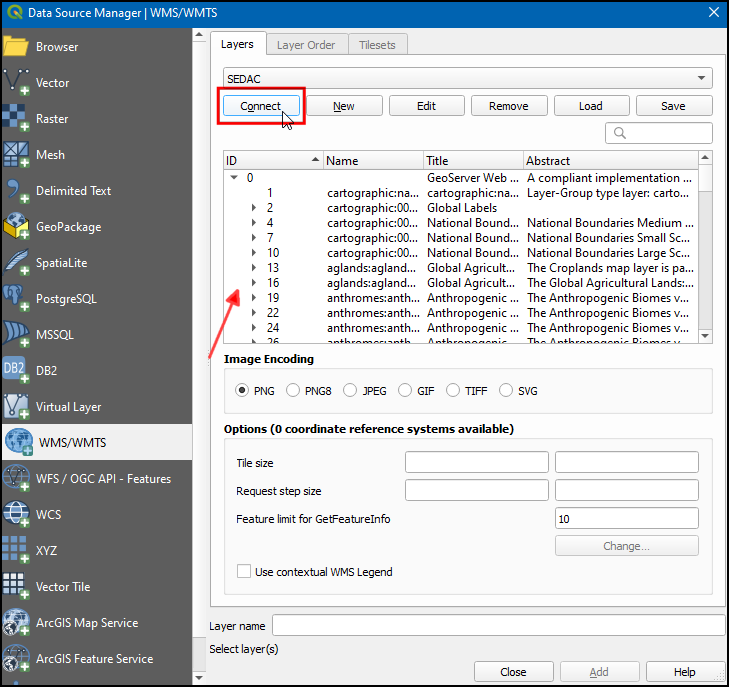 Data Source Manager | WMS/WMTS
Browser
Vector
Raster
Mesh
Delimited Text
GeoPackage
SpatiaLite
PostgreSQL
MSSQL
DB2
DB2
Virtual Layer
WMS/WMTS
WFS / OGC API - Features
WCS
XYZ
Vector Tile
ArcGIS Map Service
ArcGIS Feature Service
Layers Layer Order Tilesets
SEDAC
Connect New Edit Remove Load Save
ID Name Title Abstract
0 GeoServer Web ... A compliant implementation ...
1 cartographic:na... cartographic:na... Layer-Group type layer: carto...
2 cartographic:00... Global Labels
4 cartographic:00... National Bound... National Boundaries Medium ...
7 cartographic:00... National Bound... National Boundaries Small Sc...
10 cartographic:00... National Bound... National Boundaries Large Sc...
13 aglands:agland... Global Agricult... The Croplands map layer is pa...
16 aglands:agland... Global Agricult... The Global Agricultural Lands:...
19 anthromes:anth... Anthropogenic ... The Anthropogenic Biomes v...
22 anthromes:anth... Anthropogenic ... The Anthropogenic Biomes v...
24 anthromes:anth... Anthropogenic ... The Anthropogenic Biomes v...
26 anthromes:anth... Anthropogenic ... The Anthropogenic Biomes v...
Image Encoding
PNG PNG8 JPEG GIF TIFF SVG
Options (0 coordinate reference systems available)
Tile size
Request step size
Feature limit for GetFeatureInfo 10
Change...
Use contextual WMS Legend
Layer name
Select layer(s)
Close Add Help